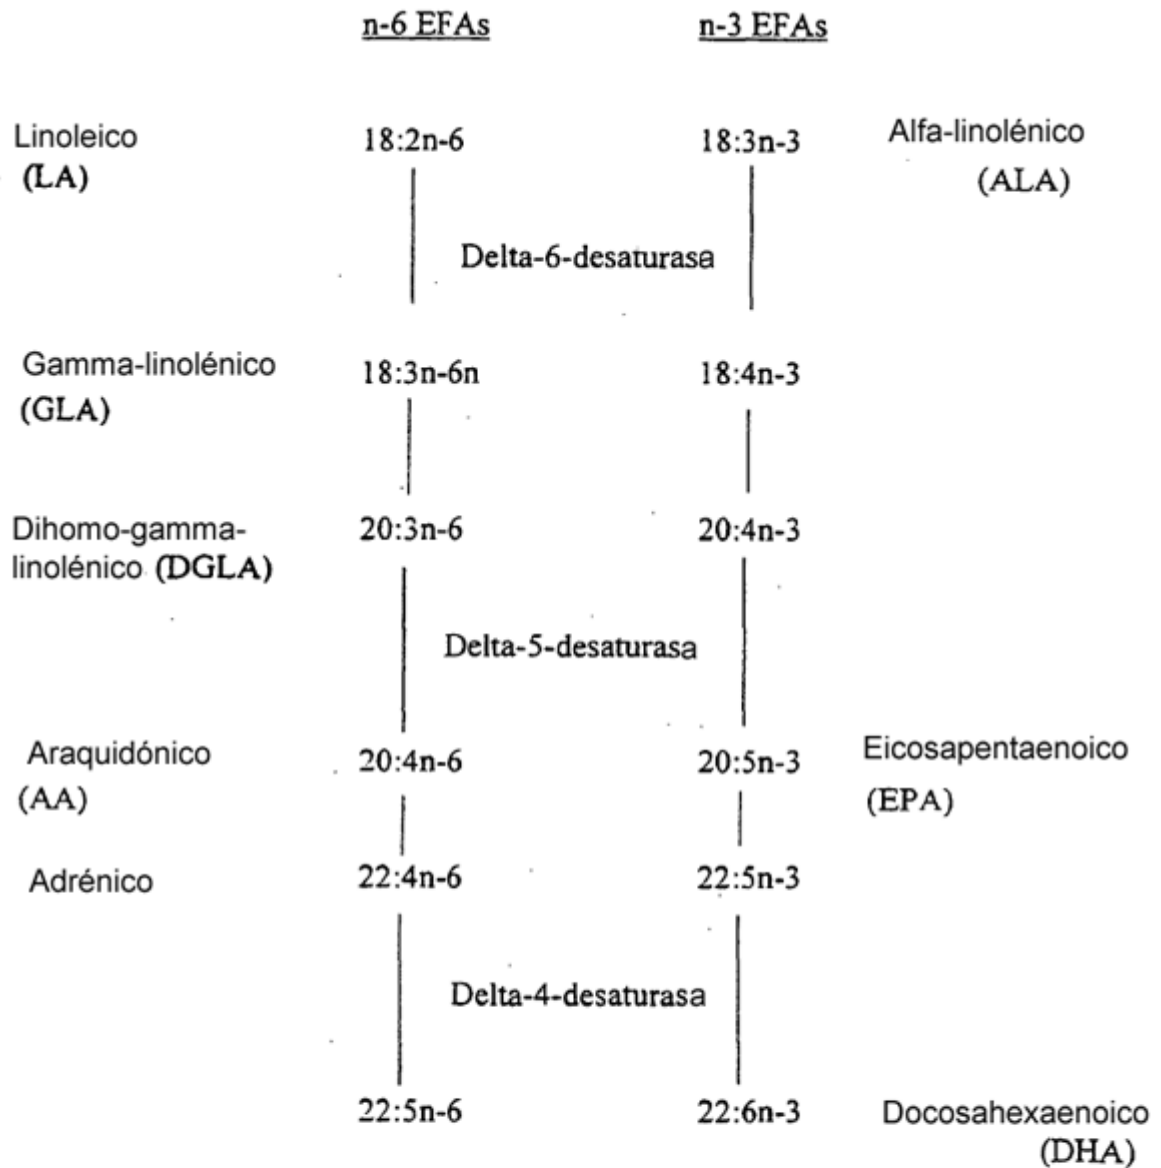 n-6 EFAs n-3 EFAs
Linoleico 18:2n-6 18:3n-3 Alfa-linolénico
(LA) (ALA)
Delta-6-desaturasa
Gamma-linolénico 18:3n-6n 18:4n-3
(GLA)
Dihomo-gamma- 20:3n-6 20:4n-3
linolénico (DGLA)
Delta-5-desaturasa
Araquidónico 20:4n-6 20:5n-3 Eicosapentaenoico
(AA) (EPA)
Adrénico 22:4n-6 22:5n-3
Delta-4-desaturasa
22:5n-6 22:6n-3 Docosahexaenoico
(DHA)